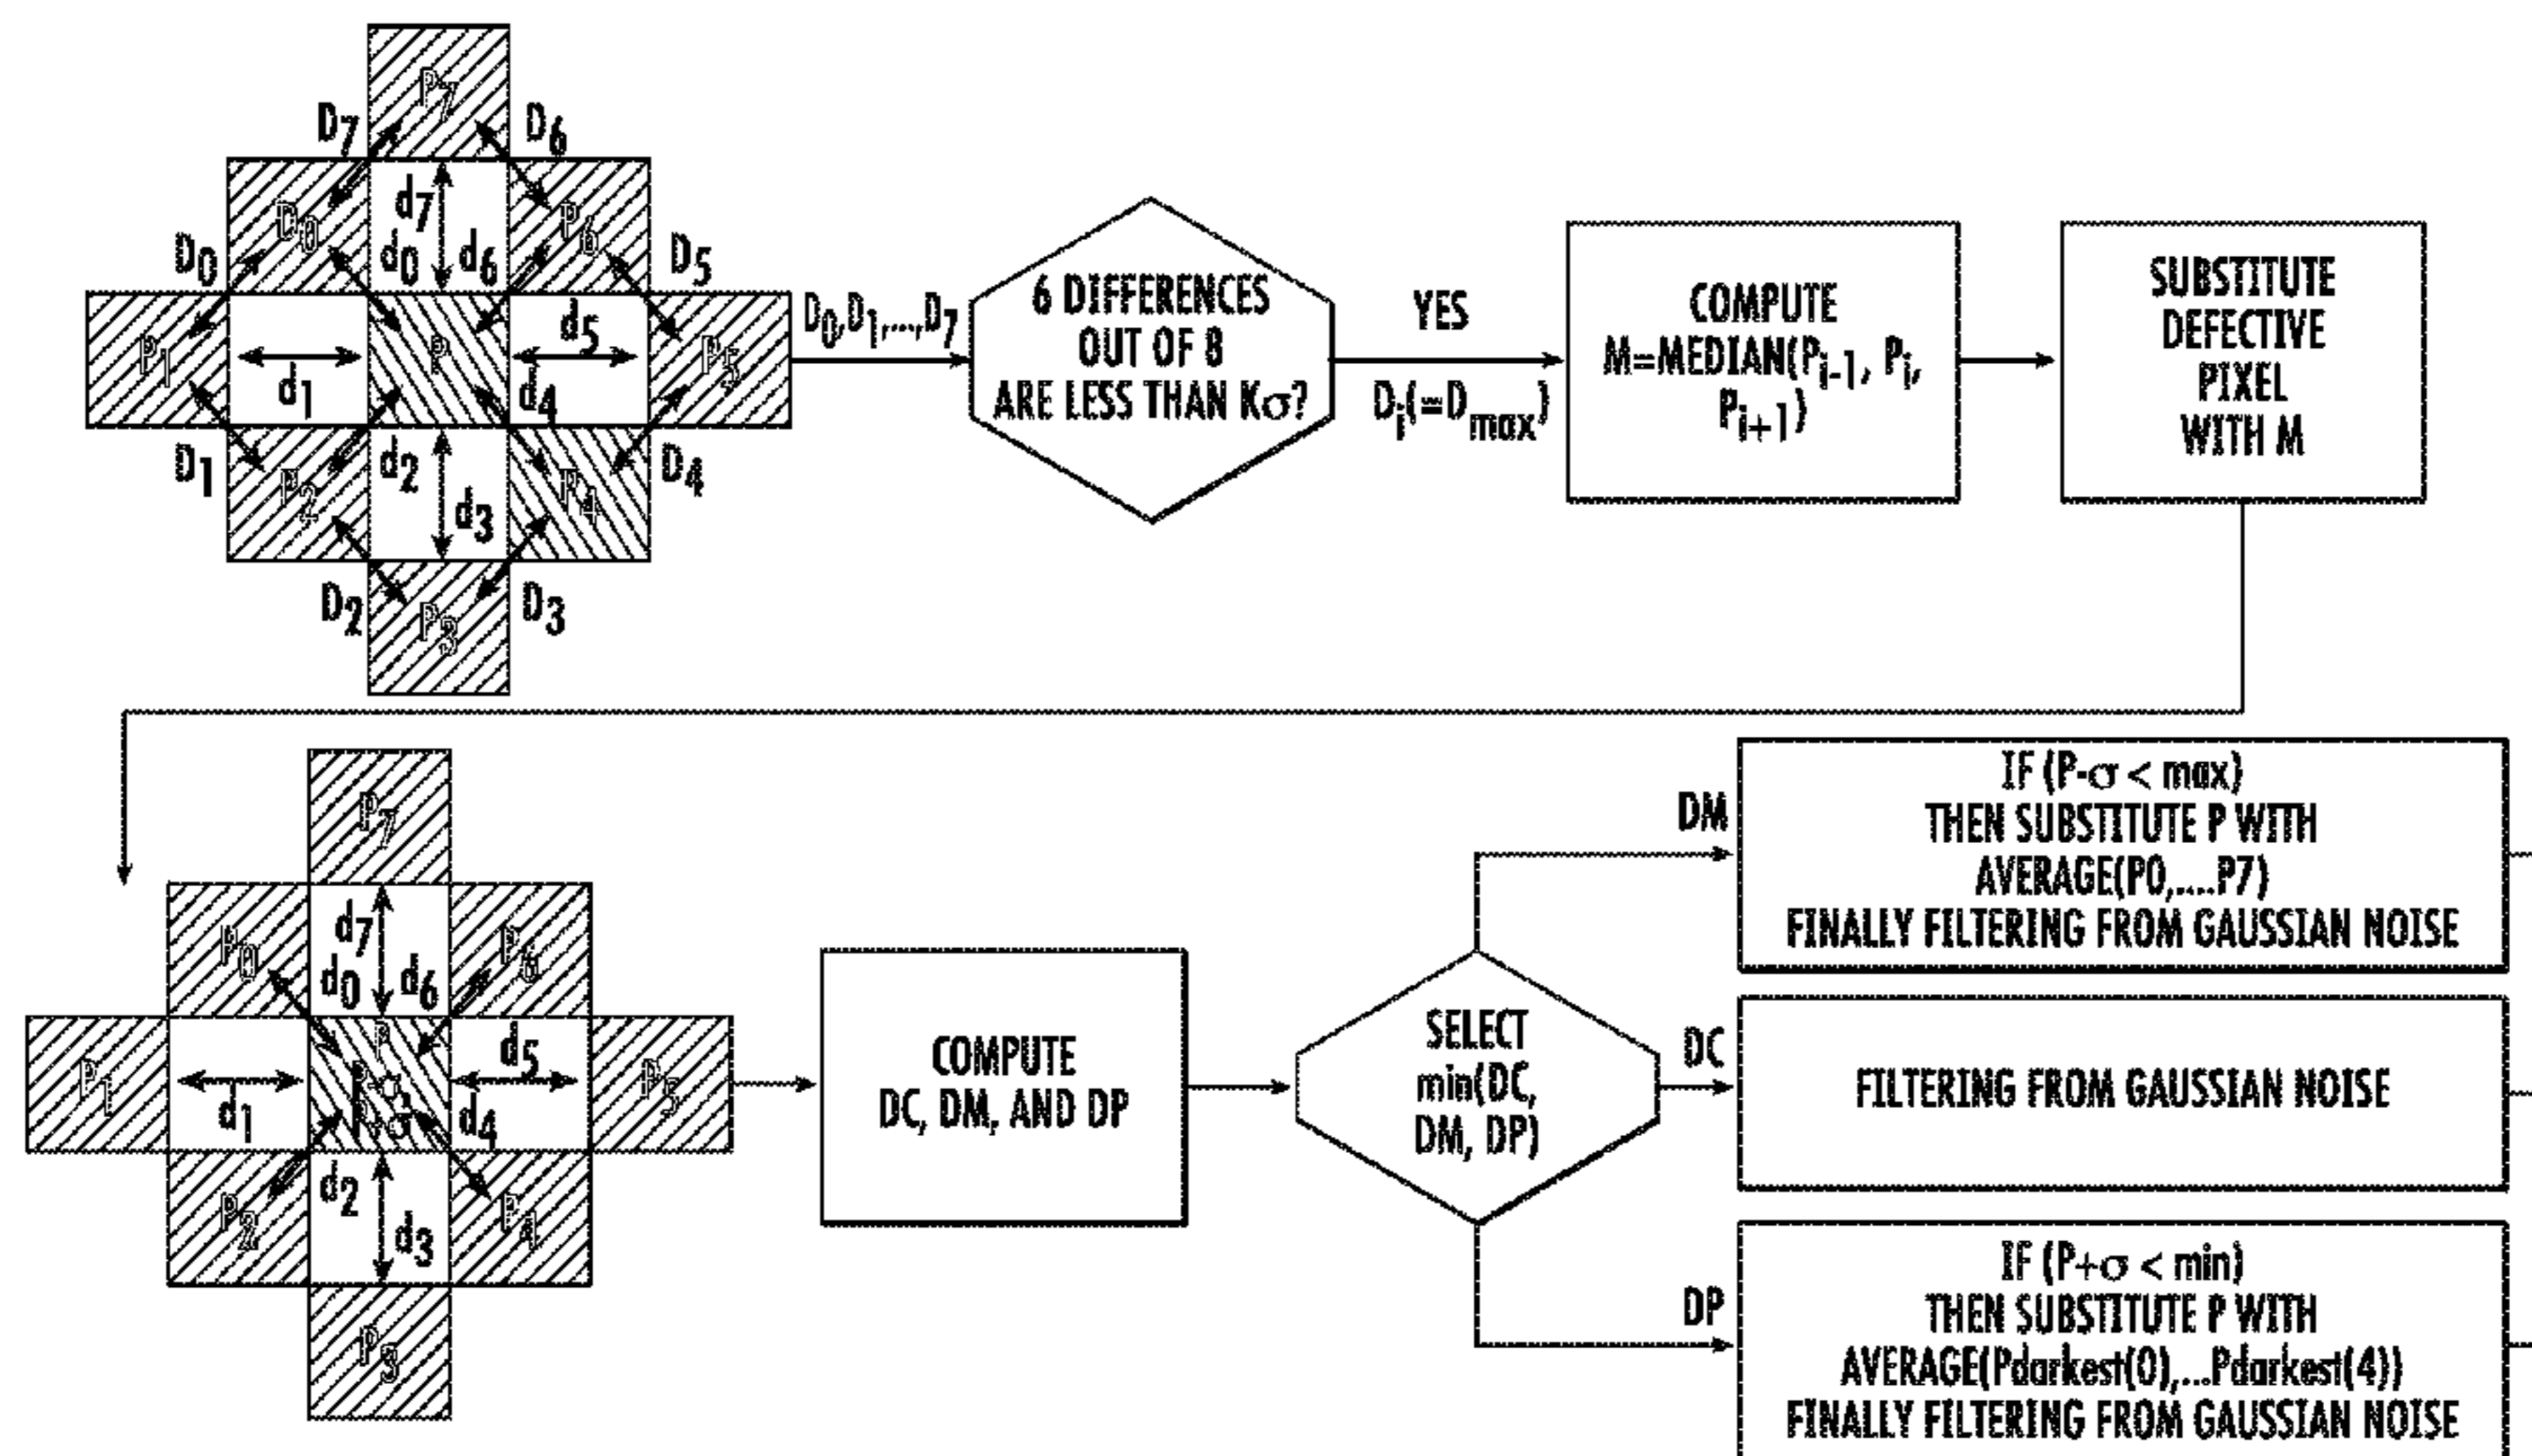 P7
D7
D6
D0
d7
P6
D0
d0
d6
D5
P1
d1
P
d5
P5
D1
P2
d2
d4
P4
D4
d3
D2
P3
D3
D0,D1,...,D7
6 DIFFERENCES
OUT OF 8
ARE LESS THAN Kσ?
YES
Di(=Dmax)
COMPUTE
M=MEDIAN(Pi-1, Pi,
Pi+1)
SUBSTITUTE
DEFECTIVE
PIXEL
WITH M
P7
P0
d7
P6
d0
d6
P1
d1
P
P-σ
P+σ
d5
P5
P2
d2
d4
P4
d3
P3
COMPUTE
DC, DM, AND DP
SELECT
min(DC,
DM, DP)
DM
IF (P-σ < max)
THEN SUBSTITUTE P WITH
AVERAGE(P0,....P7)
FINALLY FILTERING FROM GAUSSIAN NOISE
DC
FILTERING FROM GAUSSIAN NOISE
DP
IF (P+σ < min)
THEN SUBSTITUTE P WITH
AVERAGE(Pdarkest(0),...Pdarkest(4))
FINALLY FILTERING FROM GAUSSIAN NOISE